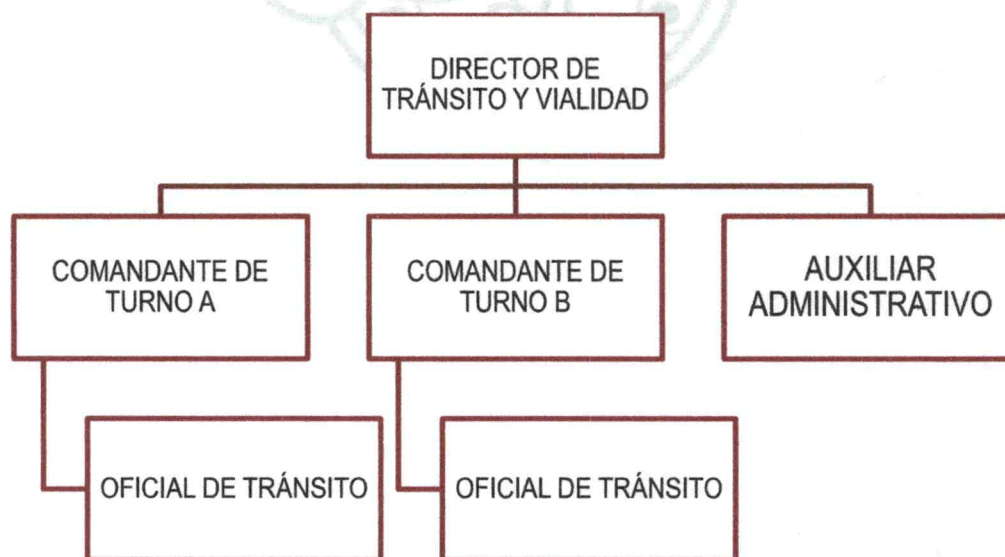 DIRECTOR DE
TRÁNSITO Y VIALIDAD
COMANDANTE DE
TURNO A
COMANDANTE DE
TURNO B
AUXILIAR
ADMINISTRATIVO
OFICIAL DE TRÁNSITO
OFICIAL DE TRÁNSITO